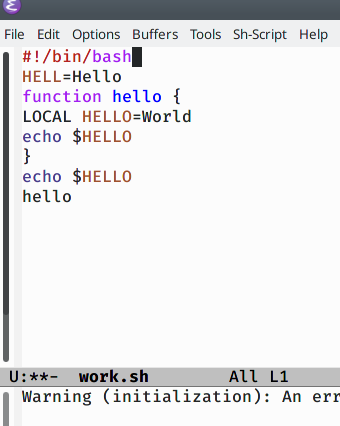 File Edit Options Buffers Tools Sh-Script Help
#!/bin/bash
HELL=Hello
function hello {
LOCAL HELLO=World
echo $HELLO
}
echo $HELLO
hello
U:**- work.sh All L1
Warning (initialization): An err